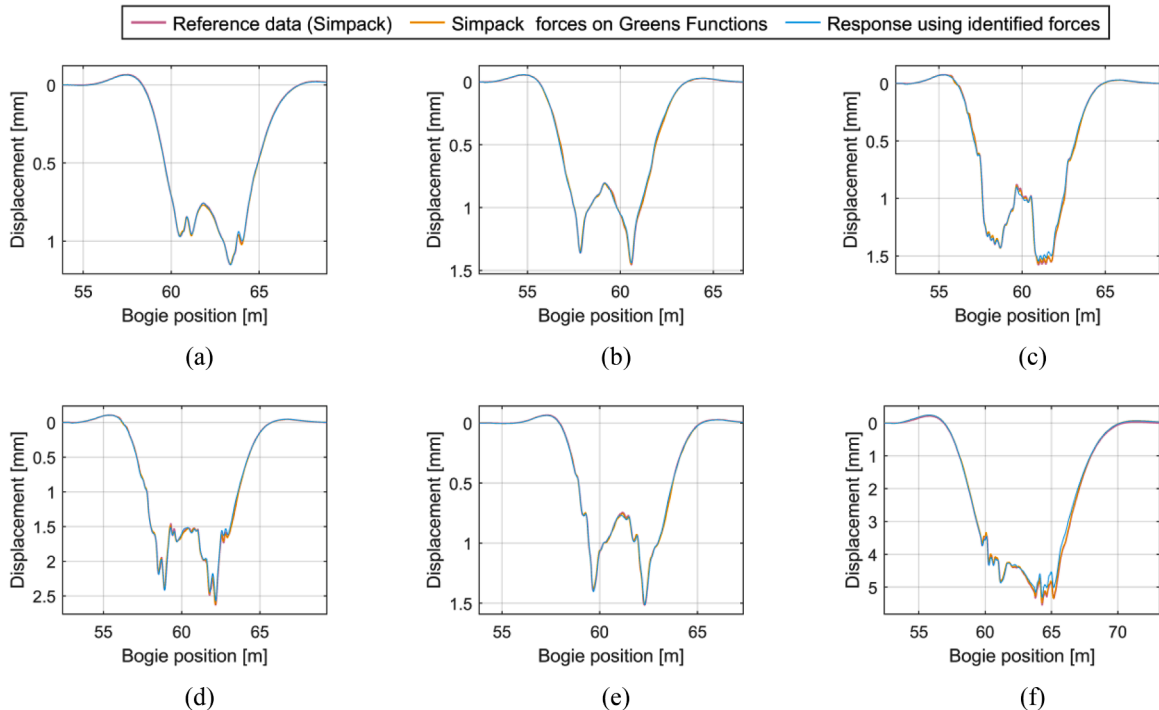 Reference data (Simpack) Simpack forces on Greens Functions Response using identified forces
0
0.5
1
Displacement [mm]
55 60 65
Bogie position [m]
(a)
0
0.5
1
1.5
Displacement [mm]
55 60 65
Bogie position [m]
(b)
0
0.5
1
1.5
Displacement [mm]
55 60 65
Bogie position [m]
(c)
0
0.5
1
1.5
2
2.5
Displacement [mm]
55 60 65
Bogie position [m]
(d)
0
0.5
1
1.5
Displacement [mm]
55 60 65
Bogie position [m]
(e)
0
1
2
3
4
5
Displacement [mm]
55 60 65 70
Bogie position [m]
(f)